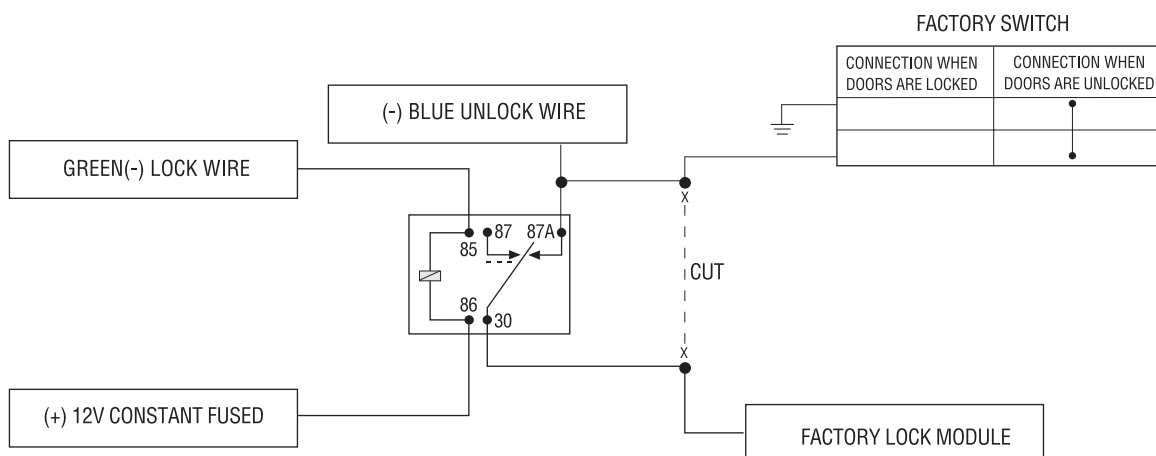 FACTORY SWITCH
CONNECTION WHEN
DOORS ARE LOCKED
CONNECTION WHEN
DOORS ARE UNLOCKED
(-) BLUE UNLOCK WIRE
GREEN(-) LOCK WIRE
87 87A
85
X
CUT
86
30
X
(+) 12V CONSTANT FUSED
FACTORY LOCK MODULE